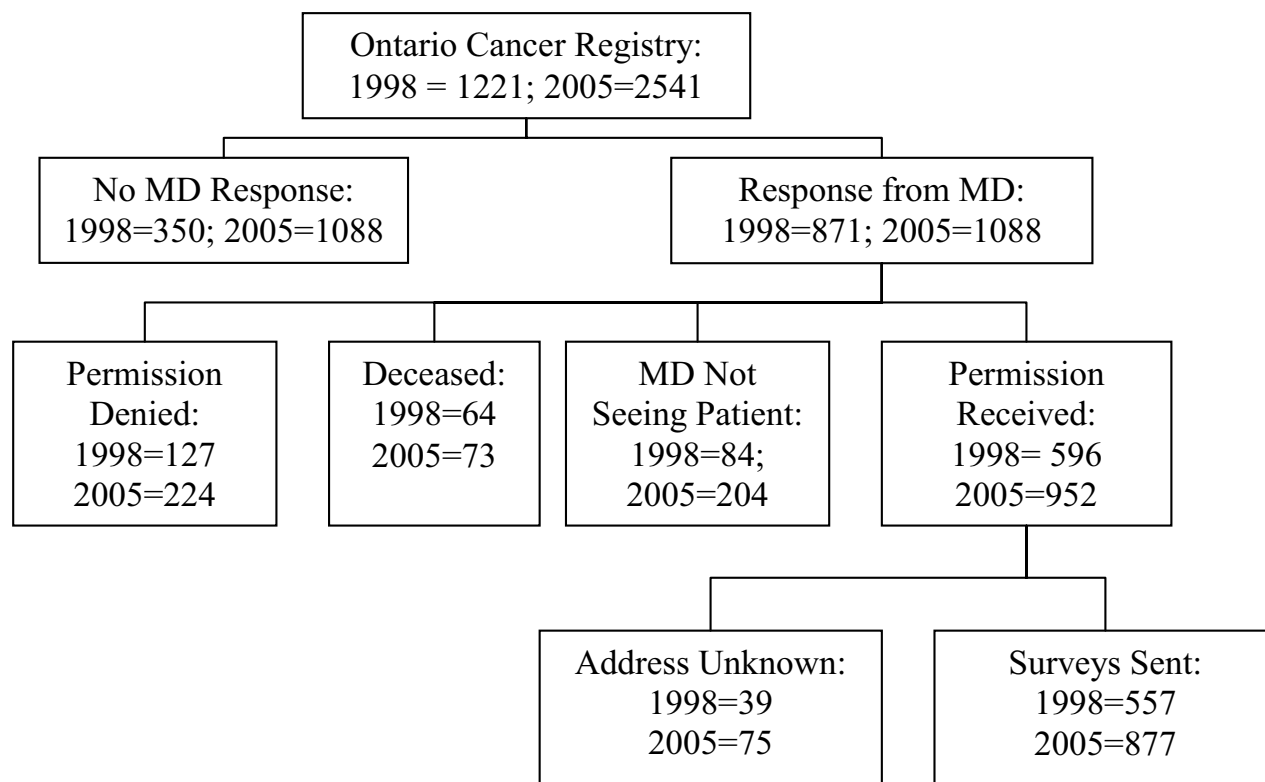 Ontario Cancer Registry:
1998 = 1221; 2005=2541
No MD Response:
1998=350; 2005=1088
Response from MD:
1998=871; 2005=1088
Permission
Denied:
1998=127
2005=224
Deceased:
1998=64
2005=73
MD Not
Seeing Patient:
1998=84;
2005=204
Permission
Received:
1998= 596
2005=952
Address Unknown:
1998=39
2005=75
Surveys Sent:
1998=557
2005=877